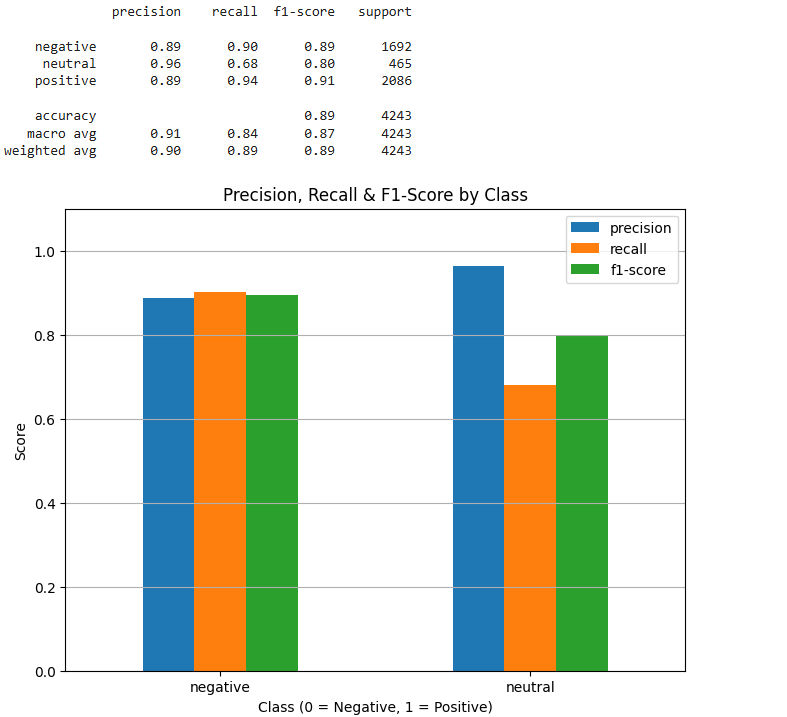 precision recall f1-score support
negative 0.89 0.90 0.89 1692
neutral 0.96 0.68 0.80 465
positive 0.89 0.94 0.91 2086
accuracy 0.89 4243
macro avg 0.91 0.84 0.87 4243
weighted avg 0.90 0.89 0.89 4243
Precision, Recall & F1-Score by Class
precision
recall
f1-score
1.0
0.8
0.6
0.4
0.2
0.0
Score
negative neutral
Class (0 = Negative, 1 = Positive)